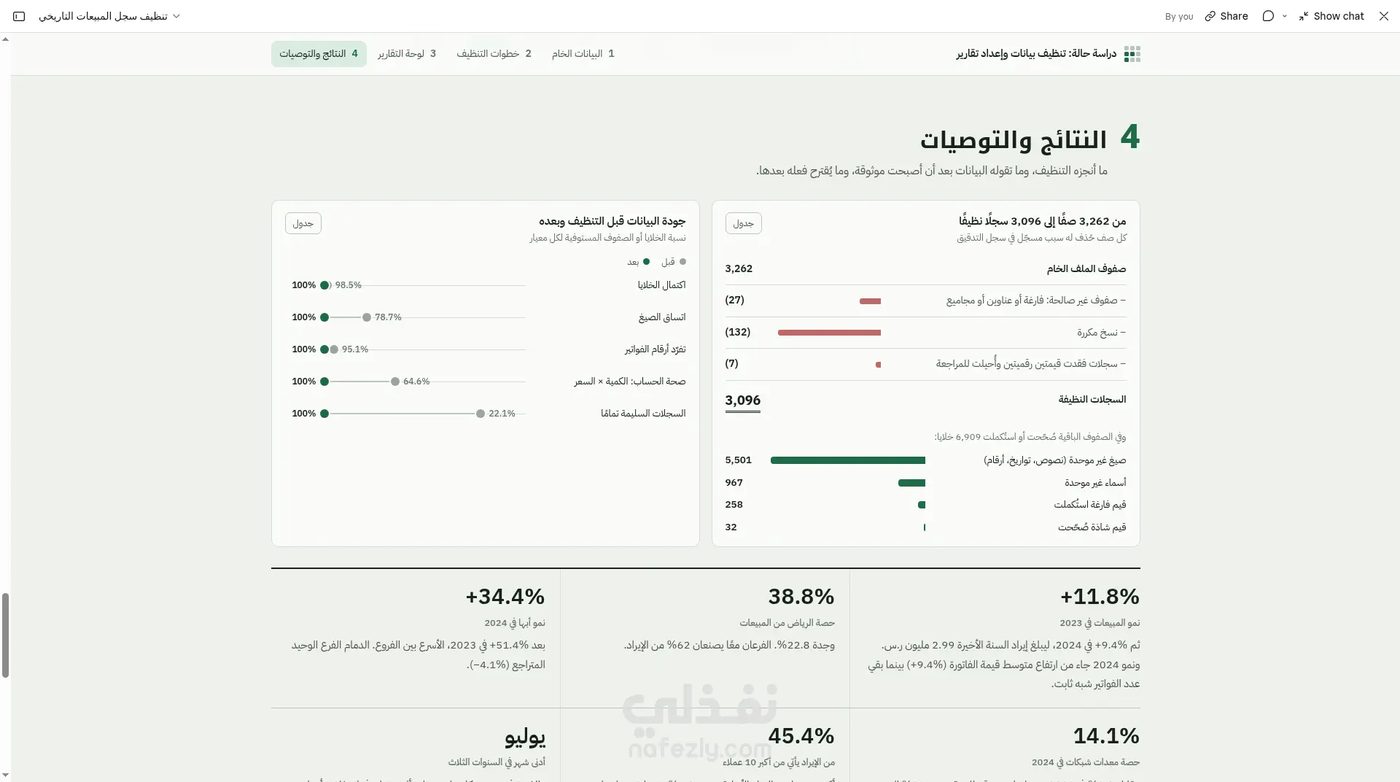 تنظيف سجل المبيعات التاريخي
By you
Share
Show chat
دراسة حالة: تنظيف بيانات وإعداد تقارير
1 البيانات الخام
2 خطوات التنظيف
3 لوحة التقارير
4 النتائج والتوصيات
4 النتائج والتوصيات
ما أنجزه التنظيف، وما تقوله البيانات بعد أن أصبحت موثوقة، وما يُقترح فعله بعدها.
من 3,262 صفًا إلى 3,096 سجلًا نظيفًا
جدول
كل صف حُذف له سبب مسجّل في سجل التدقيق
صفوف الملف الخام 3,262
− صفوف غير صالحة: فارغة أو عناوين أو مجاميع (27)
− نسخ مكررة (132)
− سجلات فقدت قيمتين رقميتين وأُحيلت للمراجعة (7)
السجلات النظيفة 3,096
وفي الصفوف الباقية صُحّحت أو استُكملت 6,909 خلايا:
صيغ غير موحدة (نصوص، تواريخ، أرقام) 5,501
أسماء غير موحدة 967
قيم فارغة استُكملت 258
قيم شاذة صُحّحت 32
جودة البيانات قبل التنظيف وبعده
جدول
نسبة الخلايا أو الصفوف المستوفية لكل معيار
قبل بعد
اكتمال الخلايا 98.5% 100%
اتساق الصيغ 78.7% 100%
تفرّد أرقام الفواتير 95.1% 100%
صحة الحساب: الكمية × السعر 64.6% 100%
السجلات السليمة تمامًا 22.1% 100%
+11.8%
نمو المبيعات في 2023
ثم +9.4% في 2024، ليبلغ إيراد السنة الأخيرة 2.99 مليون ر.س.
ونمو 2024 جاء من ارتفاع متوسط قيمة الفاتورة (+9.4%) بينما بقي
عدد الفواتير شبه ثابت.
38.8%
حصة الرياض من المبيعات
وجدة 22.8%. الفرعان معًا يصنعان 62% من الإيراد.
+34.4%
نمو أبها في 2024
بعد +51.4% في 2023، الأسرع بين الفروع. الدمام الفرع الوحيد
المتراجع (−4.1%).
14.1%
حصة معدات شبكات في 2024
45.4%
من الإيراد يأتي من أكبر 10 عملاء
يوليو
أدنى شهر في السنوات الثلاث
نفذلي
nafezly.com